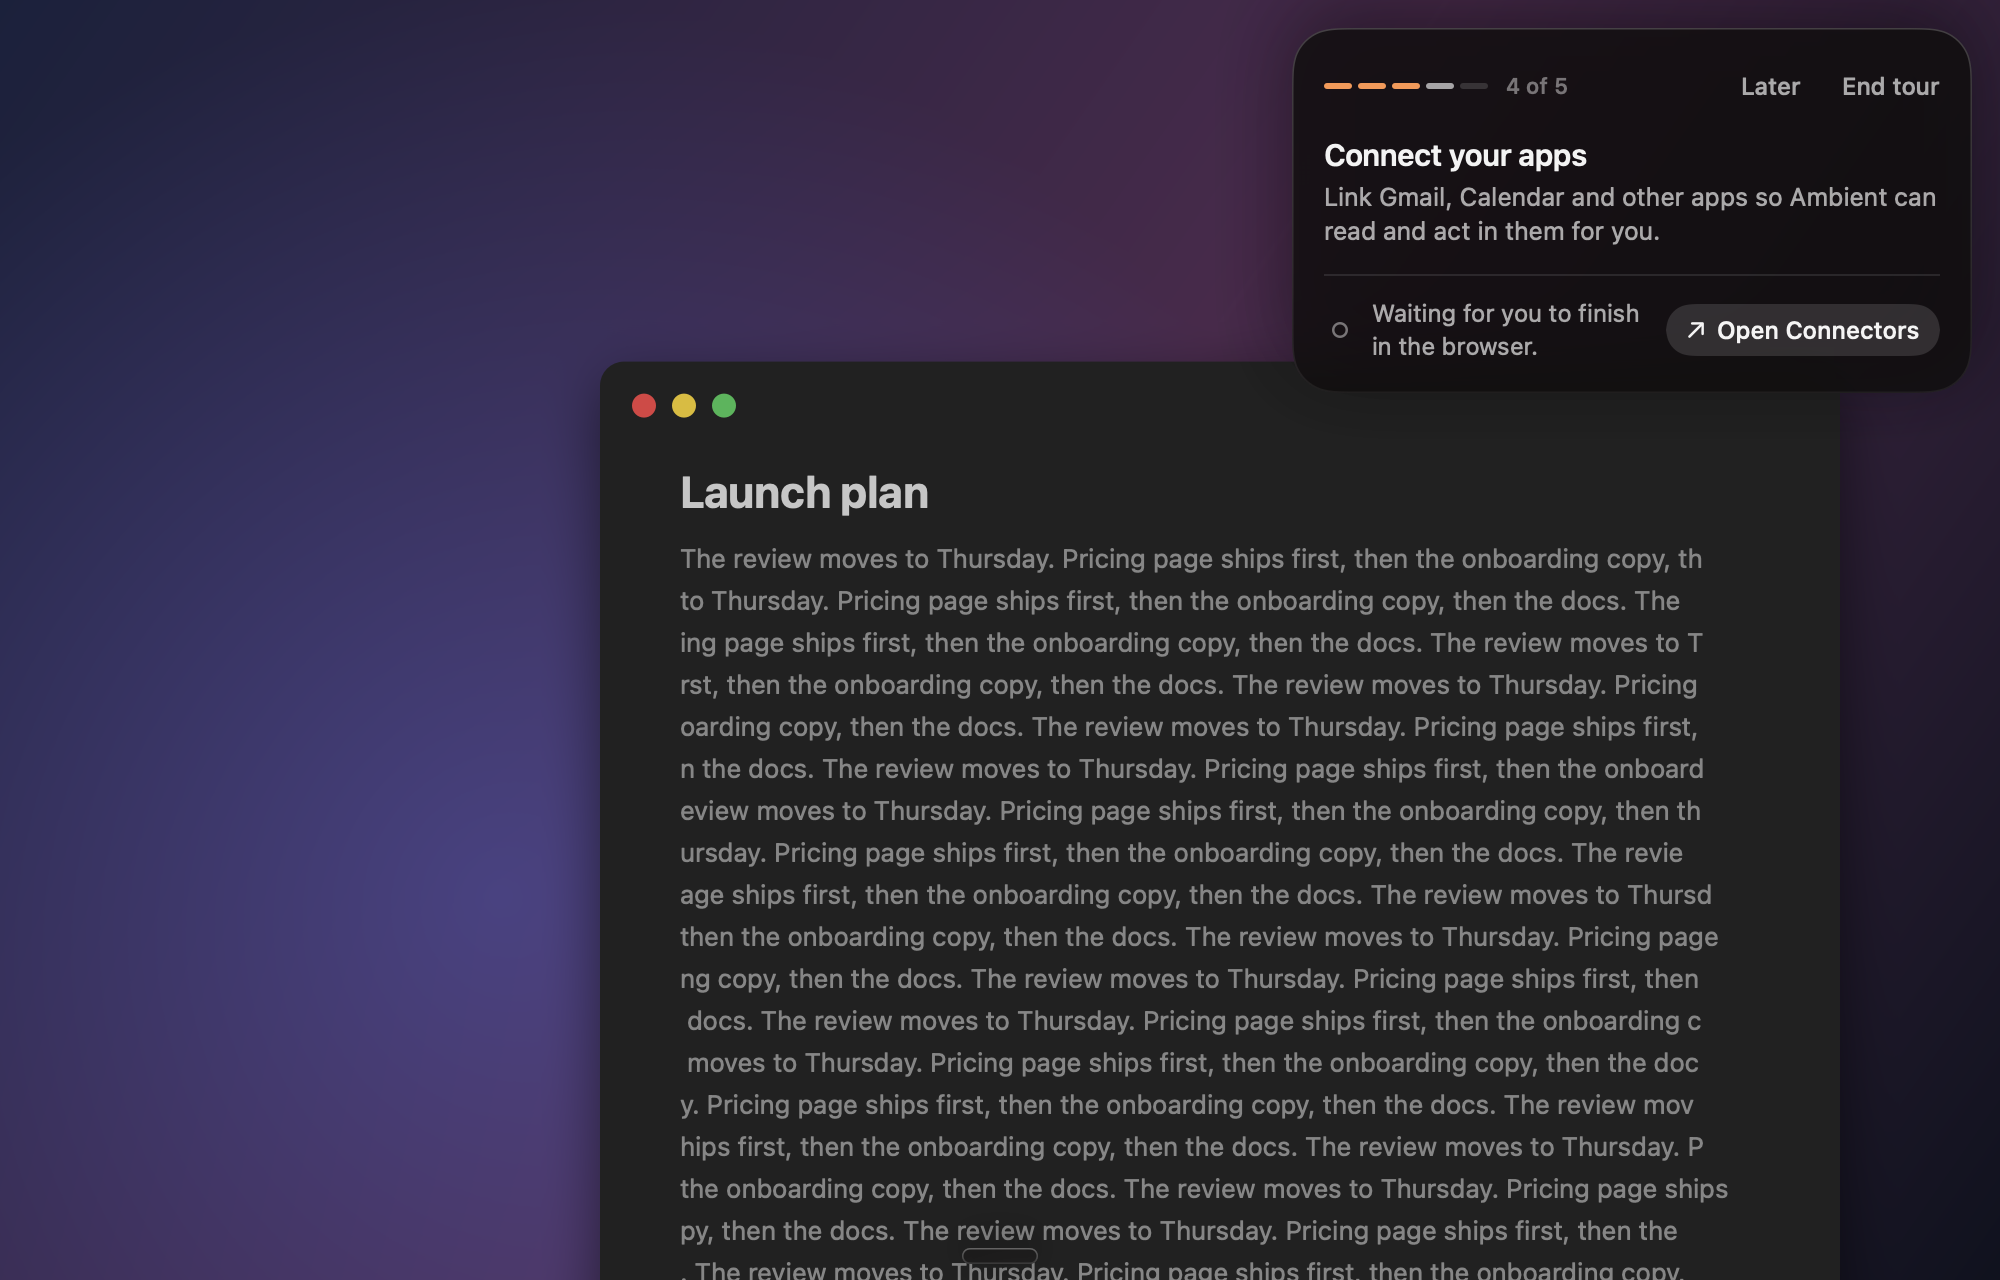 4 of 5
Later
End tour
Connect your apps
Link Gmail, Calendar and other apps so Ambient can
read and act in them for you.
Waiting for you to finish
in the browser.
Open Connectors
Launch plan
The review moves to Thursday. Pricing page ships first, then the onboarding copy, th
to Thursday. Pricing page ships first, then the onboarding copy, then the docs. The
ing page ships first, then the onboarding copy, then the docs. The review moves to T
rst, then the onboarding copy, then the docs. The review moves to Thursday. Pricing
oarding copy, then the docs. The review moves to Thursday. Pricing page ships first,
n the docs. The review moves to Thursday. Pricing page ships first, then the onboard
eview moves to Thursday. Pricing page ships first, then the onboarding copy, then th
ursday. Pricing page ships first, then the onboarding copy, then the docs. The revie
age ships first, then the onboarding copy, then the docs. The review moves to Thursd
then the onboarding copy, then the docs. The review moves to Thursday. Pricing page
ng copy, then the docs. The review moves to Thursday. Pricing page ships first, then
docs. The review moves to Thursday. Pricing page ships first, then the onboarding c
moves to Thursday. Pricing page ships first, then the onboarding copy, then the doc
y. Pricing page ships first, then the onboarding copy, then the docs. The review mov
hips first, then the onboarding copy, then the docs. The review moves to Thursday. P
the onboarding copy, then the docs. The review moves to Thursday. Pricing page ships
py, then the docs. The review moves to Thursday. Pricing page ships first, then the
. The review moves to Thursday. Pricing page ships first, then the onboarding copy,